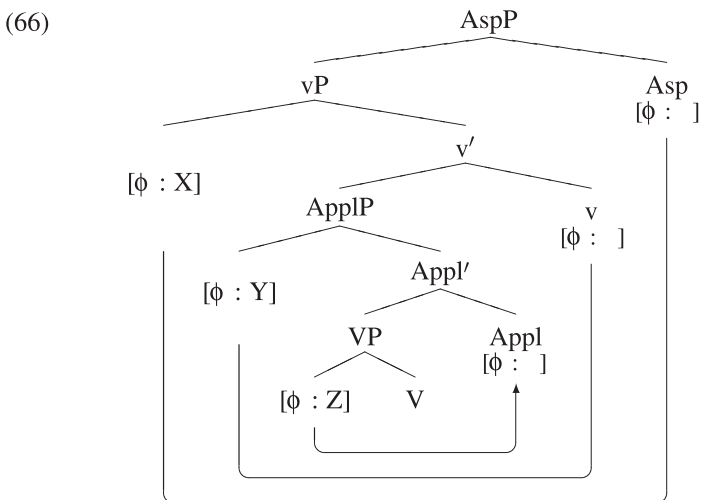 (66)
AspP
vP
Asp
[ϕ : ]
v′
[ϕ : X]
ApplP
v
[ϕ : ]
Appl′
[ϕ : Y]
VP
Appl
[ϕ : ]
[ϕ : Z]
V